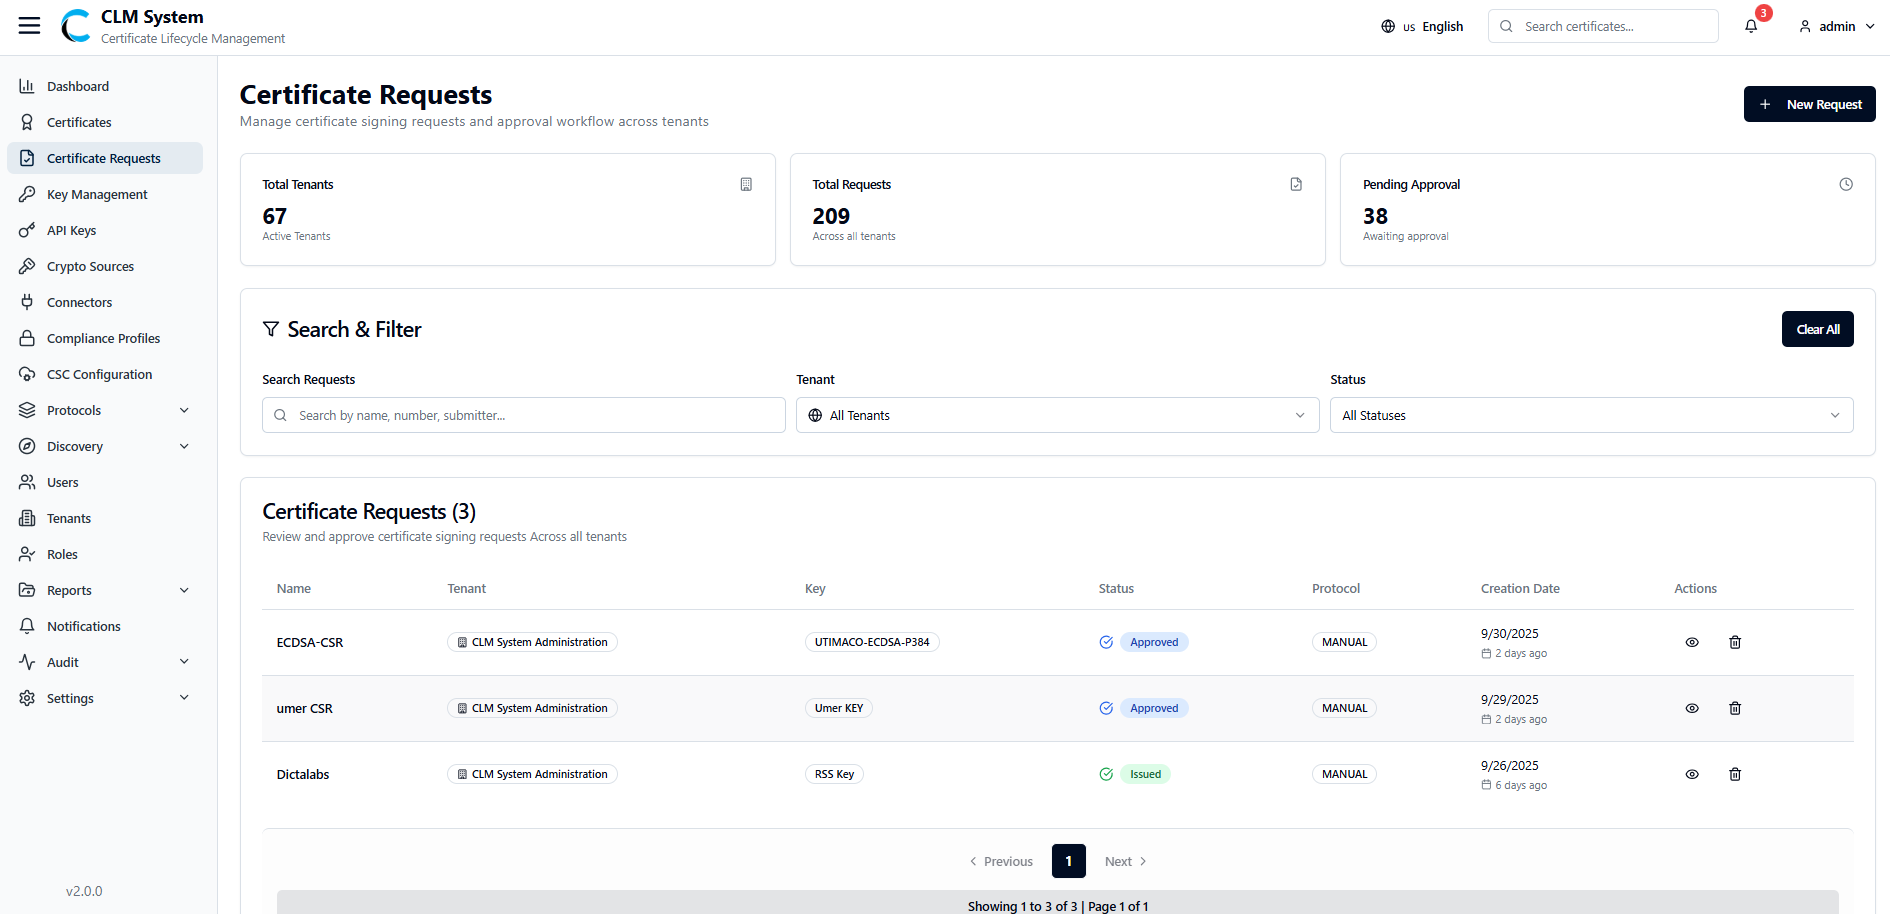 CLM System
Certificate Lifecycle Management
us English
Search certificates...
3
admin
Dashboard
Certificates
Certificate Requests
Key Management
API Keys
Crypto Sources
Connectors
Compliance Profiles
CSC Configuration
Protocols
Discovery
Users
Tenants
Roles
Reports
Notifications
Audit
Settings
v2.0.0
Certificate Requests
Manage certificate signing requests and approval workflow across tenants
New Request
Total Tenants
67
Active Tenants
Total Requests
209
Across all tenants
Pending Approval
38
Awaiting approval
Search & Filter
Clear All
Search Requests
Search by name, number, submitter...
Tenant
All Tenants
Status
All Statuses
Certificate Requests (3)
Review and approve certificate signing requests Across all tenants
Name Tenant Key Status Protocol Creation Date Actions
ECDSA-CSR CLM System Administration UTIMACO-ECDSA-P384 Approved MANUAL 9/30/2025
2 days ago
umer CSR CLM System Administration Umer KEY Approved MANUAL 9/29/2025
2 days ago
Dictalabs CLM System Administration RSS Key Issued MANUAL 9/26/2025
6 days ago
Previous 1 Next
Showing 1 to 3 of 3 | Page 1 of 1